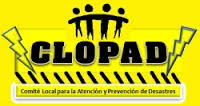 CLOPAD
Comité Local para la Atención y Prevención de Desastres